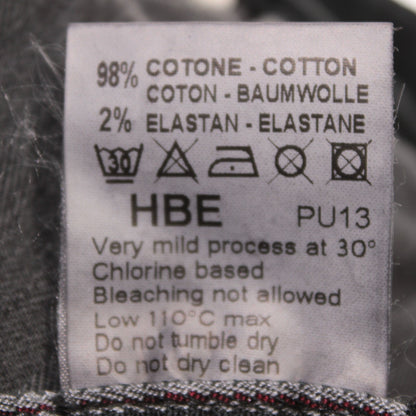 98% COTONE - COTTON
COTON - BAUMWOLLE
2% ELASTAN - ELASTANE
30
HBE PU13
Very mild process at 30°
Chlorine based
Bleaching not allowed
Low 110°C max
Do not tumble dry
Do not dry clean